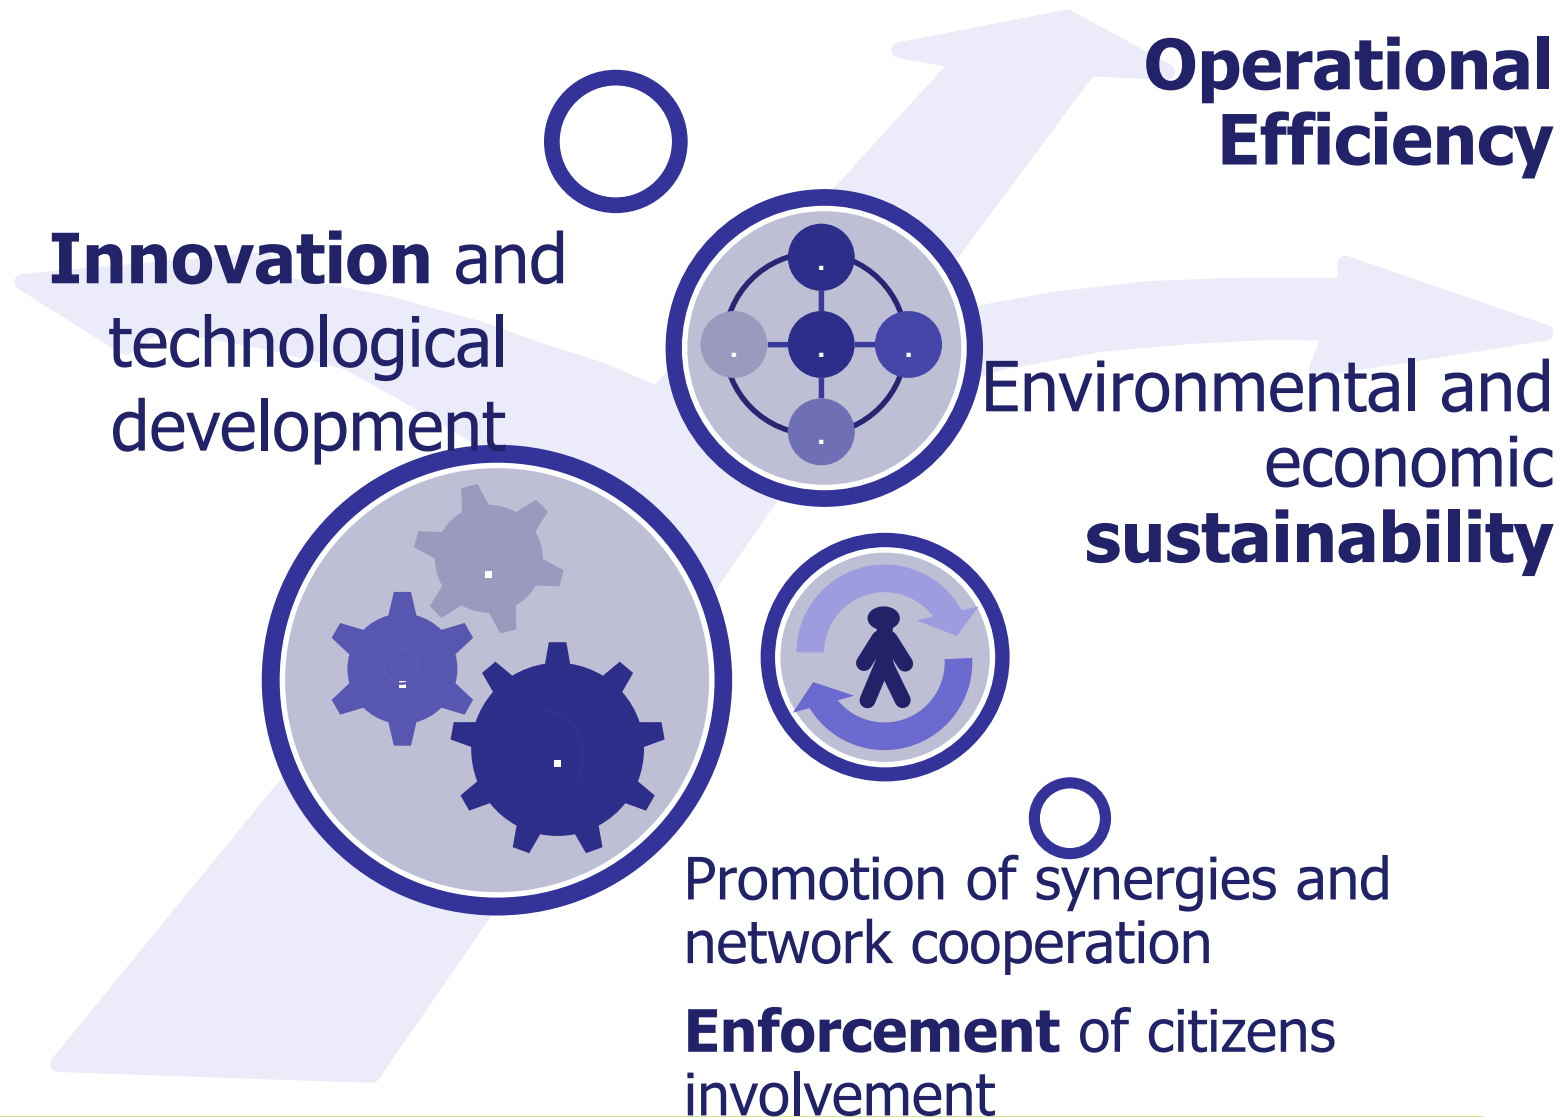 Operational
Efficiency
Innovation and
technological
development
Environmental and
economic
sustainability
Promotion of synergies and
network cooperation
Enforcement of citizens
involvement